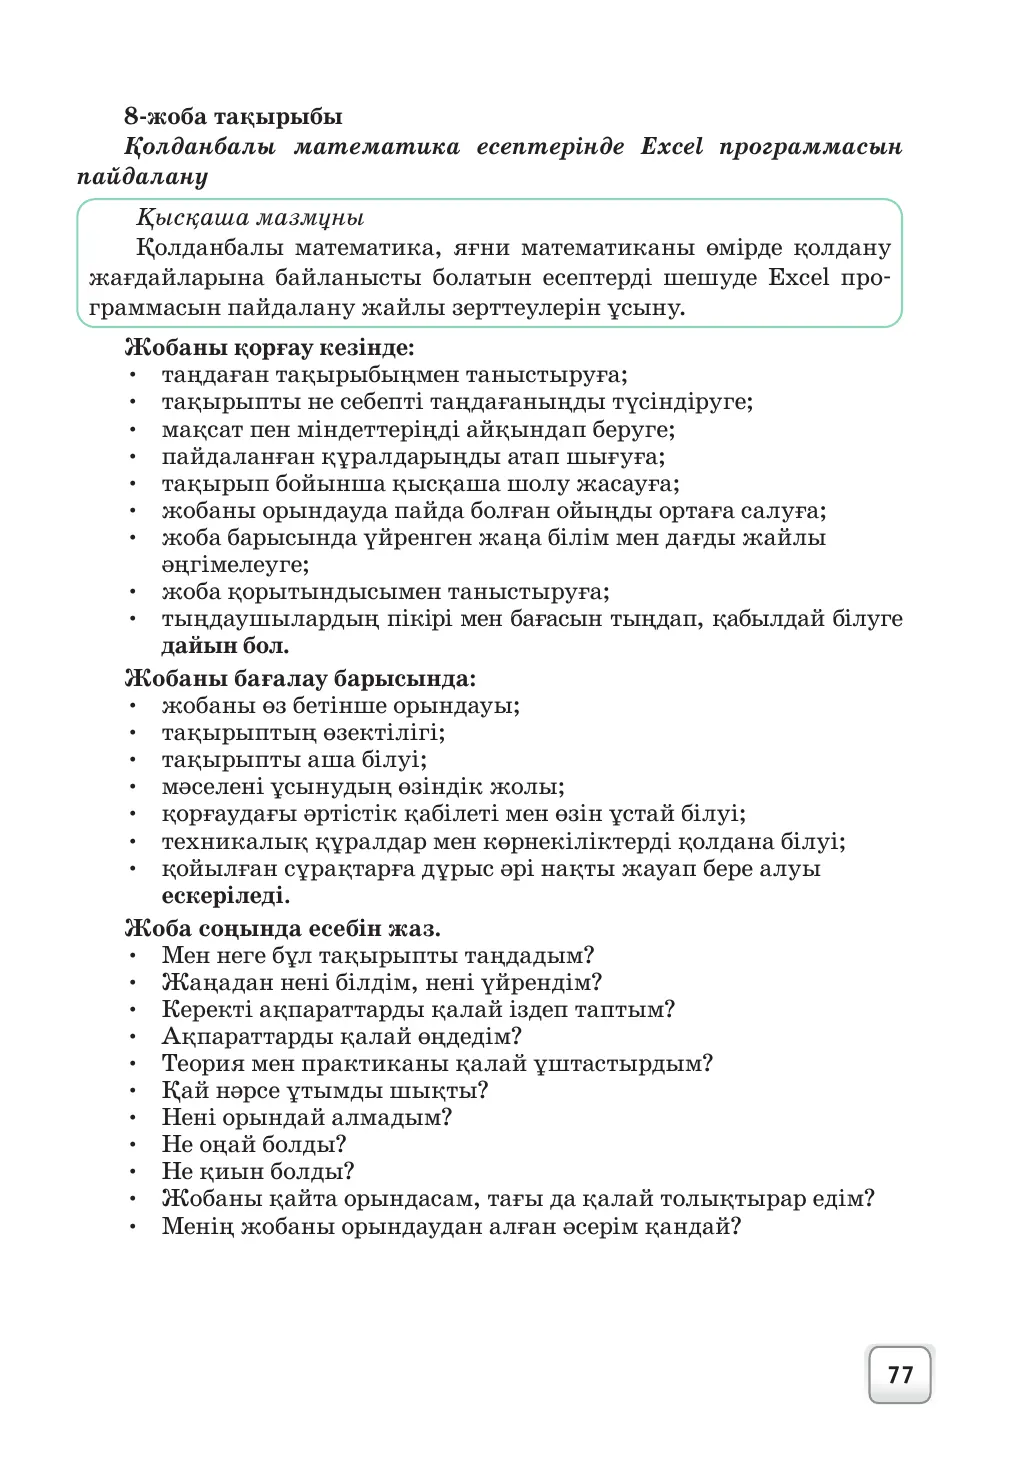 8-жоба тақырыбы
Қолданбалы математика есептерінде Excel программасын
пайдалану
Қысқаша мазмұны
Қолданбалы математика, яғни математиканы өмірде қолдану
жағдайларына байланысты болатын есептерді шешуде Excel про-
граммасын пайдалану жайлы зерттеулерін ұсыну.
Жобаны қорғау кезінде:
• таңдаған тақырыбыңмен таныстыруға;
• тақырыпты не себепті таңдағаныңды түсіндіруге;
• мақсат пен міндеттеріңді айқындап беруге;
• пайдаланған құралдарыңды атап шығуға;
• тақырып бойынша қысқаша шолу жасауға;
• жобаны орындауда пайда болған ойыңды ортаға салуға;
• жоба барысында үйренген жаңа білім мен дағды жайлы
әңгімелеуге;
• жоба қорытындысымен таныстыруға;
• тыңдаушылардың пікірі мен бағасын тыңдап, қабылдай білуге
дайын бол.
Жобаны бағалау барысында:
• жобаны өз бетінше орындауы;
• тақырыптың өзектілігі;
• тақырыпты аша білуі;
• мәселені ұсынудың өзіндік жолы;
• қорғаудағы әртістік қабілеті мен өзін ұстай білуі;
• техникалық құралдар мен көрнекіліктерді қолдана білуі;
• қойылған сұрақтарға дұрыс әрі нақты жауап бере алуы
ескеріледі.
Жоба соңында есебін жаз.
• Мен неге бұл тақырыпты таңдадым?
• Жаңадан нені білдім, нені үйрендім?
• Керекті ақпараттарды қалай іздеп таптым?
• Ақпараттарды қалай өңдедім?
• Теория мен практиканы қалай ұштастырдым?
• Қай нәрсе ұтымды шықты?
• Нені орындай алмадым?
• Не оңай болды?
• Не қиын болды?
• Жобаны қайта орындасам, тағы да қалай толықтырар едім?
• Менің жобаны орындаудан алған әсерім қандай?
77